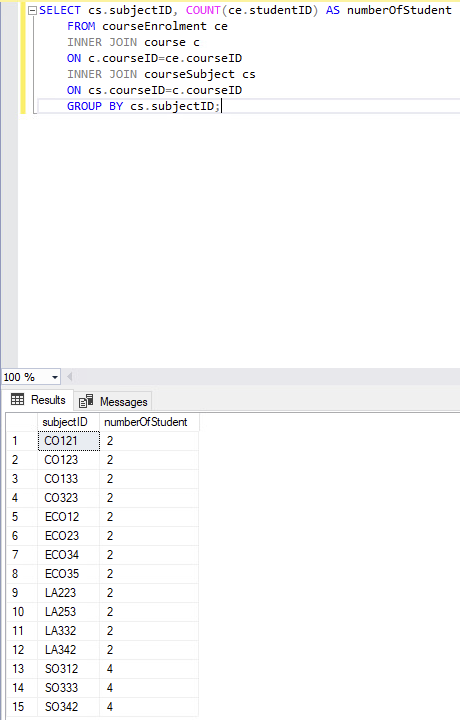 SELECT cs.subjectID, COUNT(ce.studentID) AS numberOfStudent
FROM courseEnrolment ce
INNER JOIN course c
ON c.courseID=ce.courseID
INNER JOIN courseSubject cs
ON cs.courseID=c.courseID
GROUP BY cs.subjectID;
100 %
Results Messages
subjectID numberOfStudent
1 CO121 2
2 CO123 2
3 CO133 2
4 CO323 2
5 ECO12 2
6 ECO23 2
7 ECO34 2
8 ECO35 2
9 LA223 2
10 LA253 2
11 LA332 2
12 LA342 2
13 SO312 4
14 SO333 4
15 SO342 4